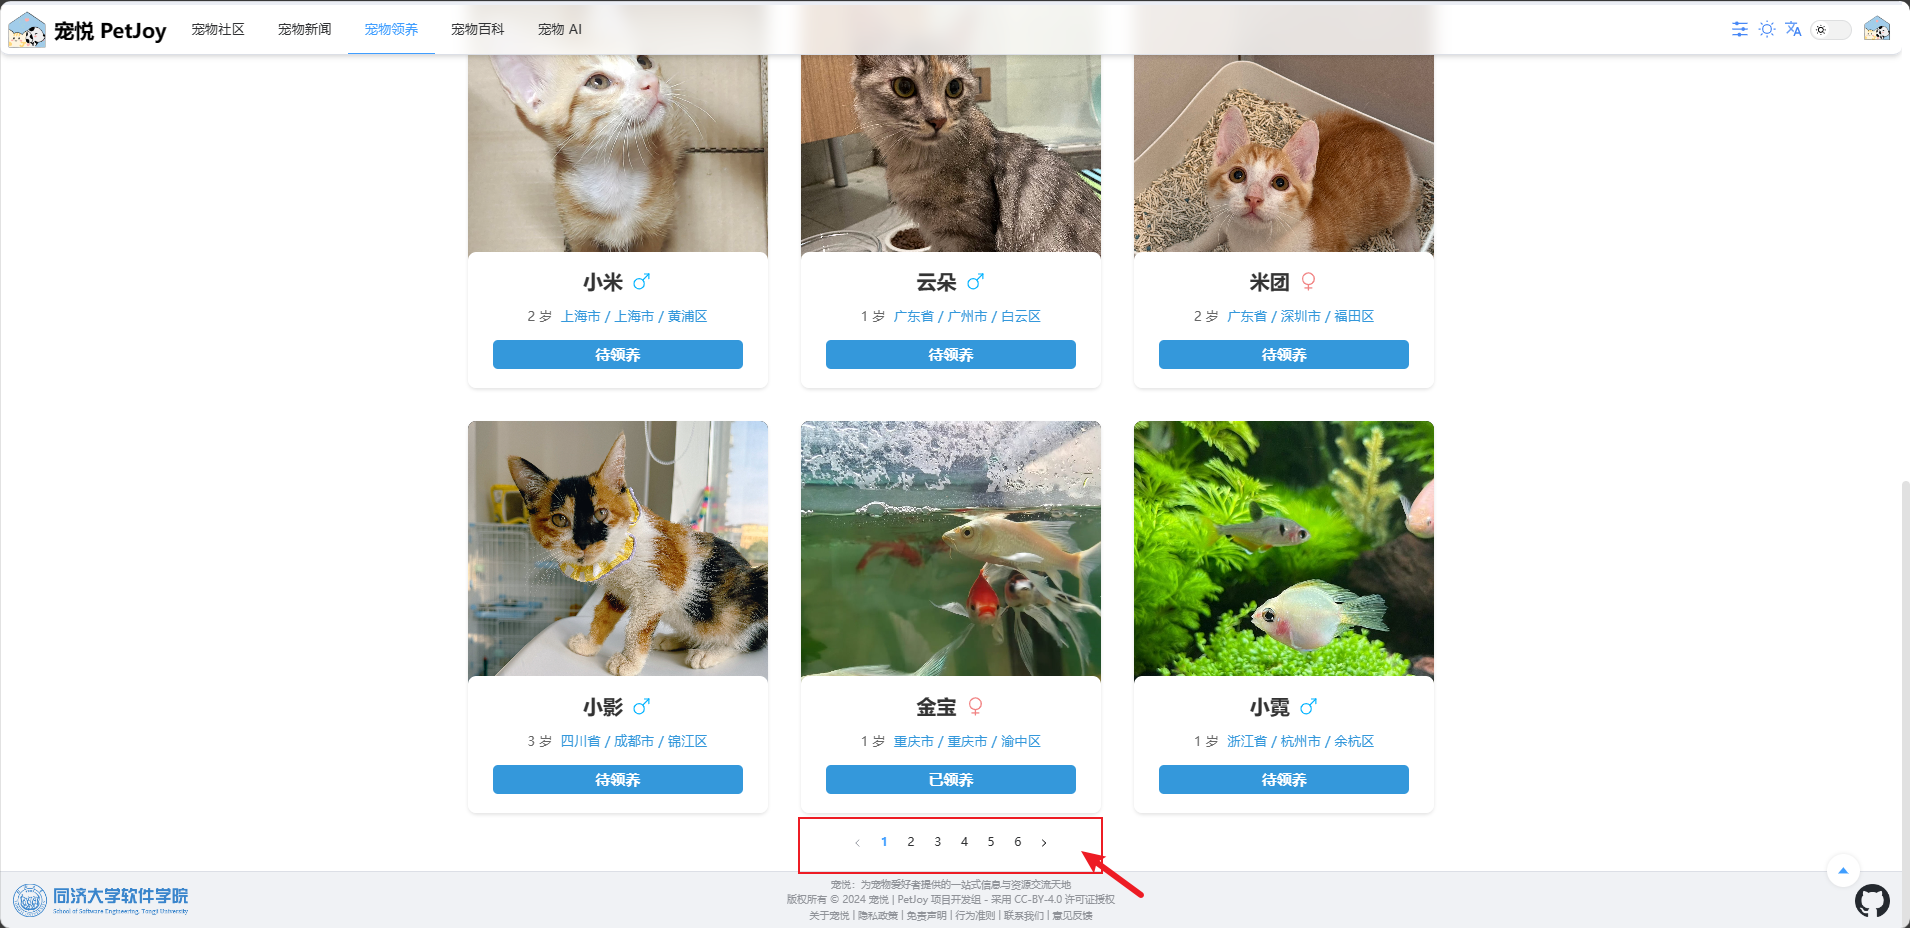 宠悦 PetJoy 宠物社区 宠物新闻 宠物领养 宠物百科 宠物 AI
小米 云朵 米团
2 岁 上海市 / 上海市 / 黄浦区 1 岁 广东省 / 广州市 / 白云区 2 岁 广东省 / 深圳市 / 福田区
待领养 待领养 待领养
小影 金宝 小霓
3 岁 四川省 / 成都市 / 锦江区 1 岁 重庆市 / 重庆市 / 渝中区 1 岁 浙江省 / 杭州市 / 余杭区
待领养 已领养 待领养
1 2 3 4 5 6
同济大学软件学院
School of Software Engineering, Tongji University
宠悦：为宠物爱好者提供的一站式信息与资源交流天地
版权所有 © 2024 宠悦 | PetJoy 项目开发组 - 采用 CC-BY-4.0 许可证授权
关于宠悦 | 隐私政策 | 免责声明 | 行为准则 | 联系我们 | 意见反馈